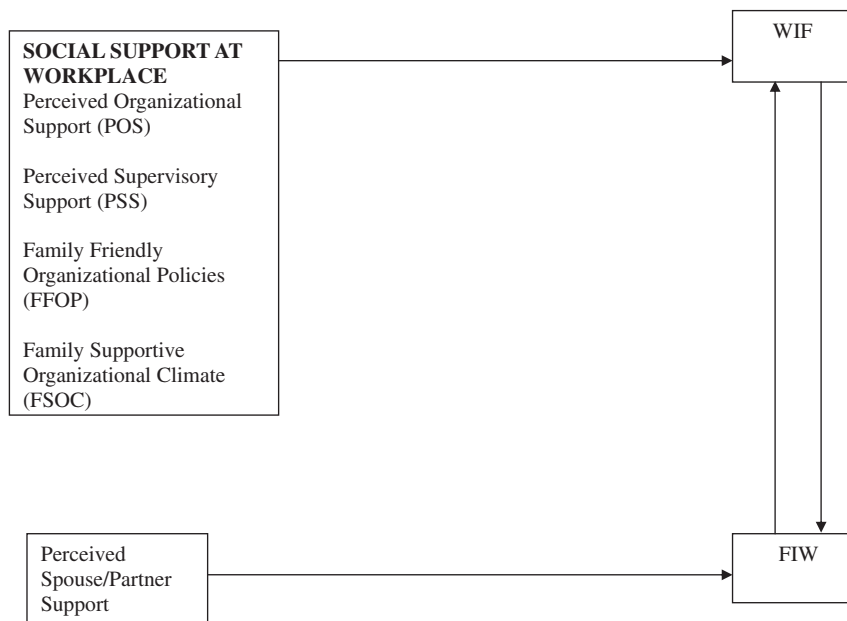 SOCIAL SUPPORT AT
WORKPLACE
Perceived Organizational
Support (POS)
Perceived Supervisory
Support (PSS)
Family Friendly
Organizational Policies
(FFOP)
Family Supportive
Organizational Climate
(FSOC)
WIF
Perceived
Spouse/Partner
Support
FIW